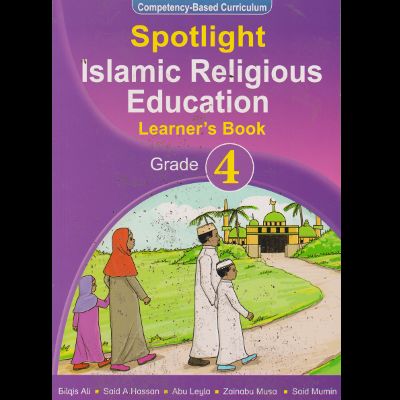 Competency-Based Curriculum
Spotlight
Islamic Religious
Education
Learner's Book
Grade 4
Bilqis Ali • Said A.Hassan • Abu Leyla • Zainabu Musa • Said Mumin